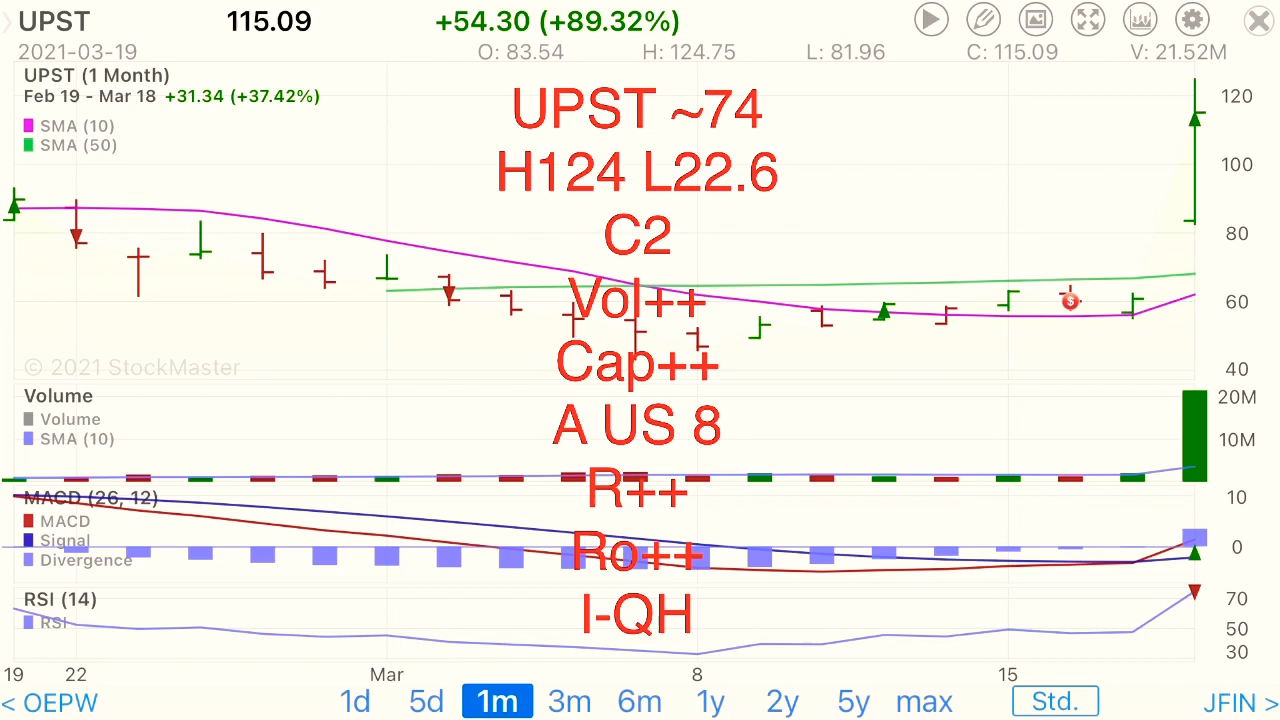 UPST 115.09 +54.30 (+89.32%)
2021-03-19 O: 83.54 H: 124.75 L: 81.96 C: 115.09 V: 21.52M
UPST (1 Month)
Feb 19 - Mar 18 +31.34 (+37.42%)
SMA (10)
SMA (50)
UPST ~74
H124 L22.6
C2
Vol++
Cap++
A US 8
R++
Ro++
I-QH
120
100
80
60
40
$
© 2021 StockMaster
Volume
Volume
SMA (10)
20M
10M
MACD (26, 12)
MACD
Signal
Divergence
10
0
RSI (14)
RSI
70
50
30
19 22 Mar 8 15
< OEPW 1d 5d 1m 3m 6m 1y 2y 5y max Std. JFIN >